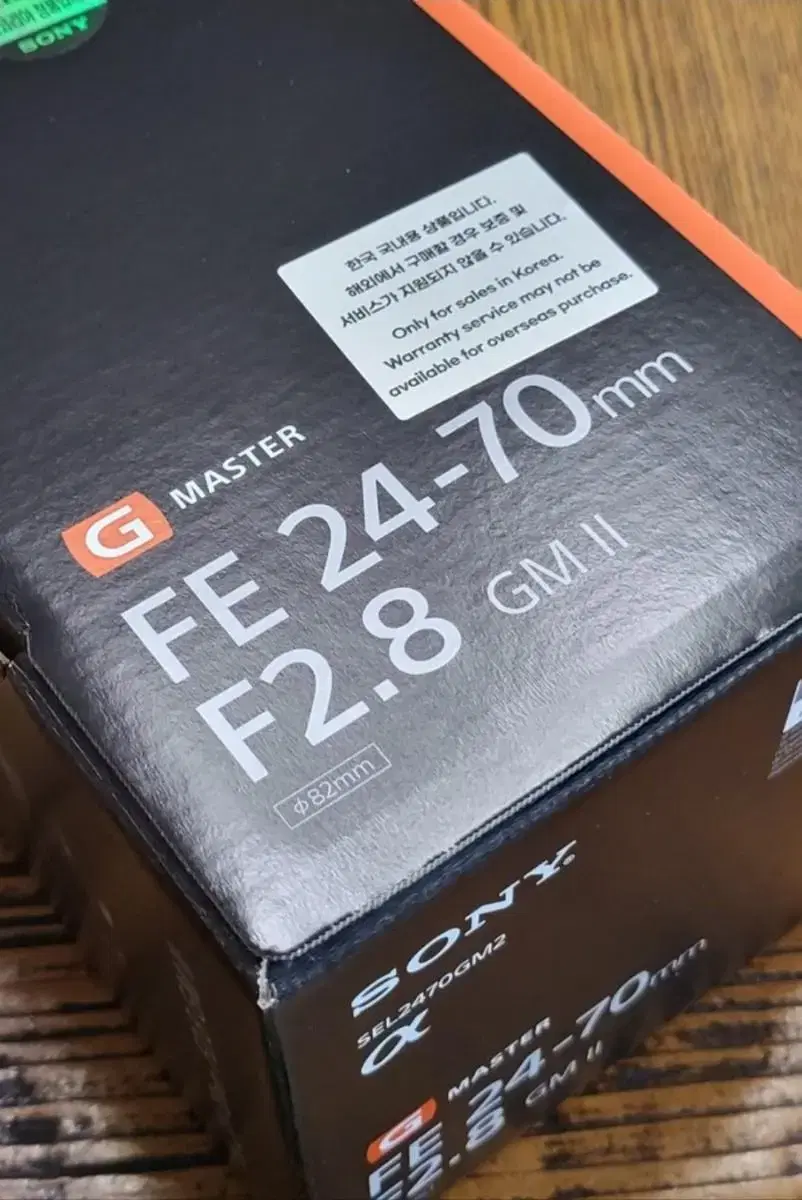 정품
SONY
한국 국내용 상품입니다.
해외에서 구매할 경우 보증 및
서비스가 지원되지 않을 수 있습니다.
Only for sales in Korea.
Warranty service may not be
available for overseas purchase.
G MASTER
FE 24-70mm
F2.8 GM II
φ82mm
SONY
SEL2470GM2
α
G MASTER
FE 24-70mm
F2.8 GM II